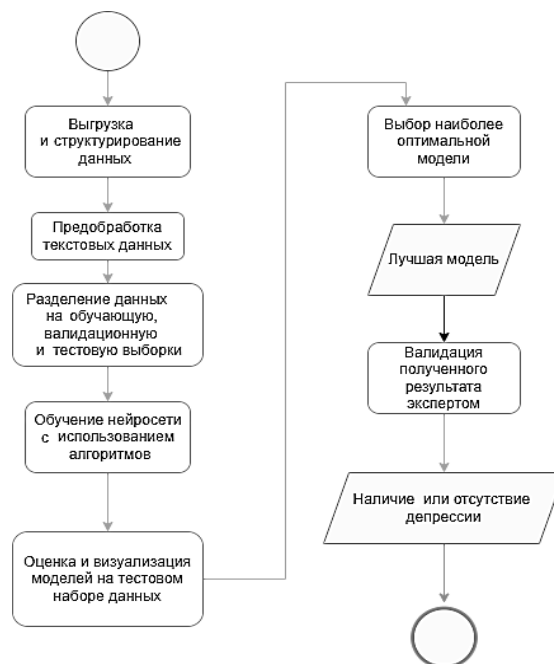 Выгрузка
и структурирование
данных
Предобработка
текстовых данных
Разделение данных
на обучающую,
валидационную
и тестовую выборки
Обучение нейросети
с использованием
алгоритмов
Оценка и визуализация
моделей на тестовом
наборе данных
Выбор наиболее
оптимальной
модели
Лучшая модель
Валидация
полученного
результата
экспертом
Наличие или отсутствие
депрессии